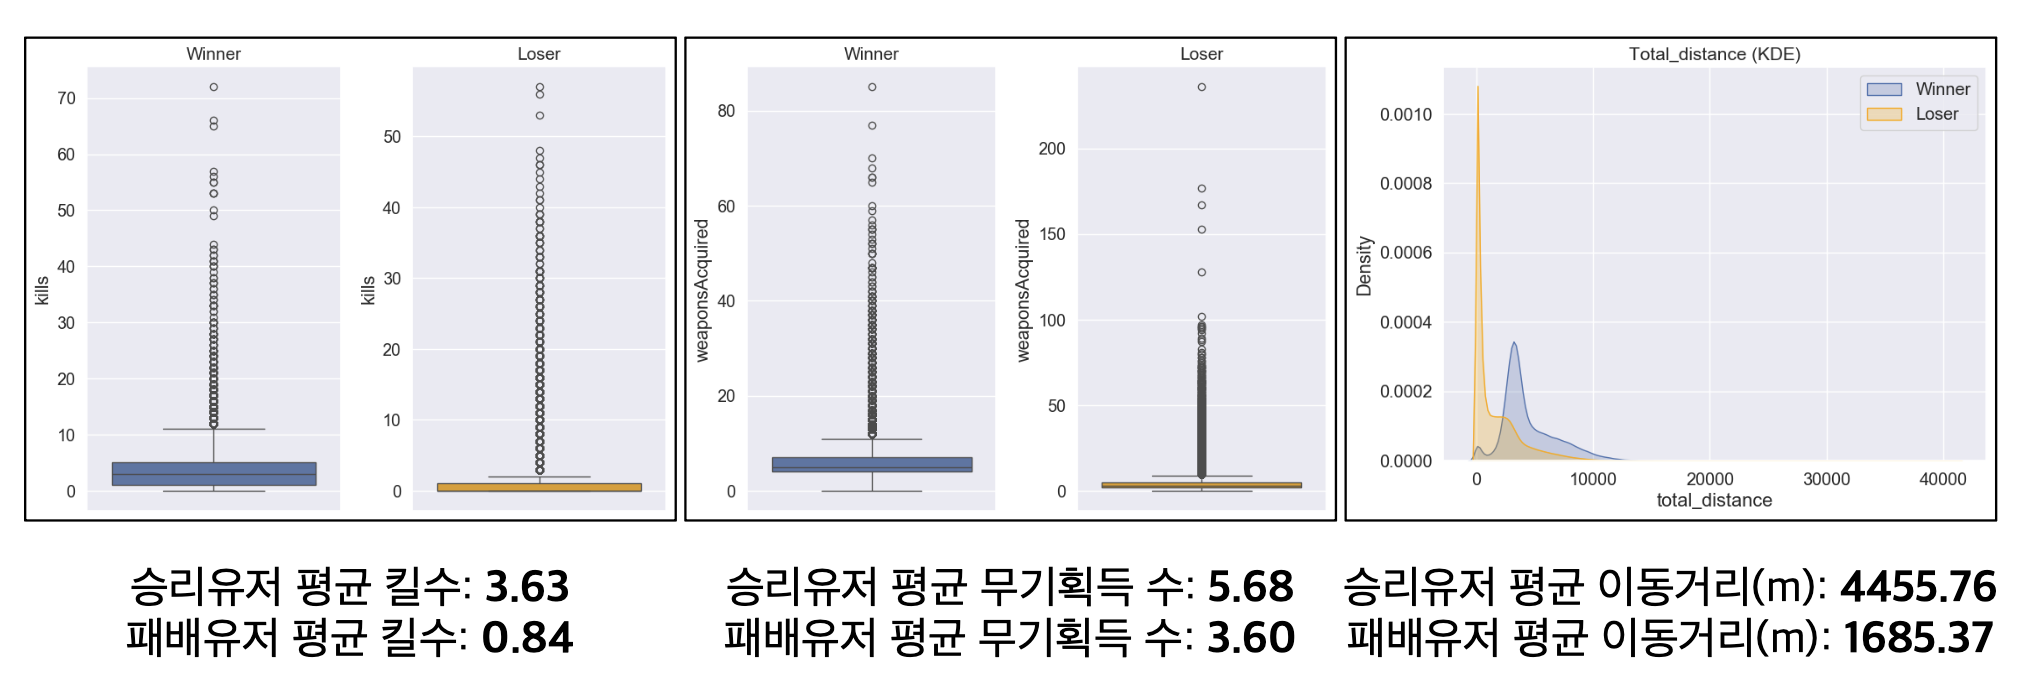 Winner
70
60
50
40
30
20
10
0
kills
Loser
50
40
30
20
10
0
kills
Winner
80
60
40
20
0
weaponsAcquired
Loser
200
150
100
50
0
weaponsAcquired
Total_distance (KDE)
Winner
Loser
0.0010
0.0008
0.0006
0.0004
0.0002
0.0000
Density
0 10000 20000 30000 40000
total_distance
승리유저 평균 킬수: 3.63
패배유저 평균 킬수: 0.84
승리유저 평균 무기획득 수: 5.68
패배유저 평균 무기획득 수: 3.60
승리유저 평균 이동거리(m): 4455.76
패배유저 평균 이동거리(m): 1685.37